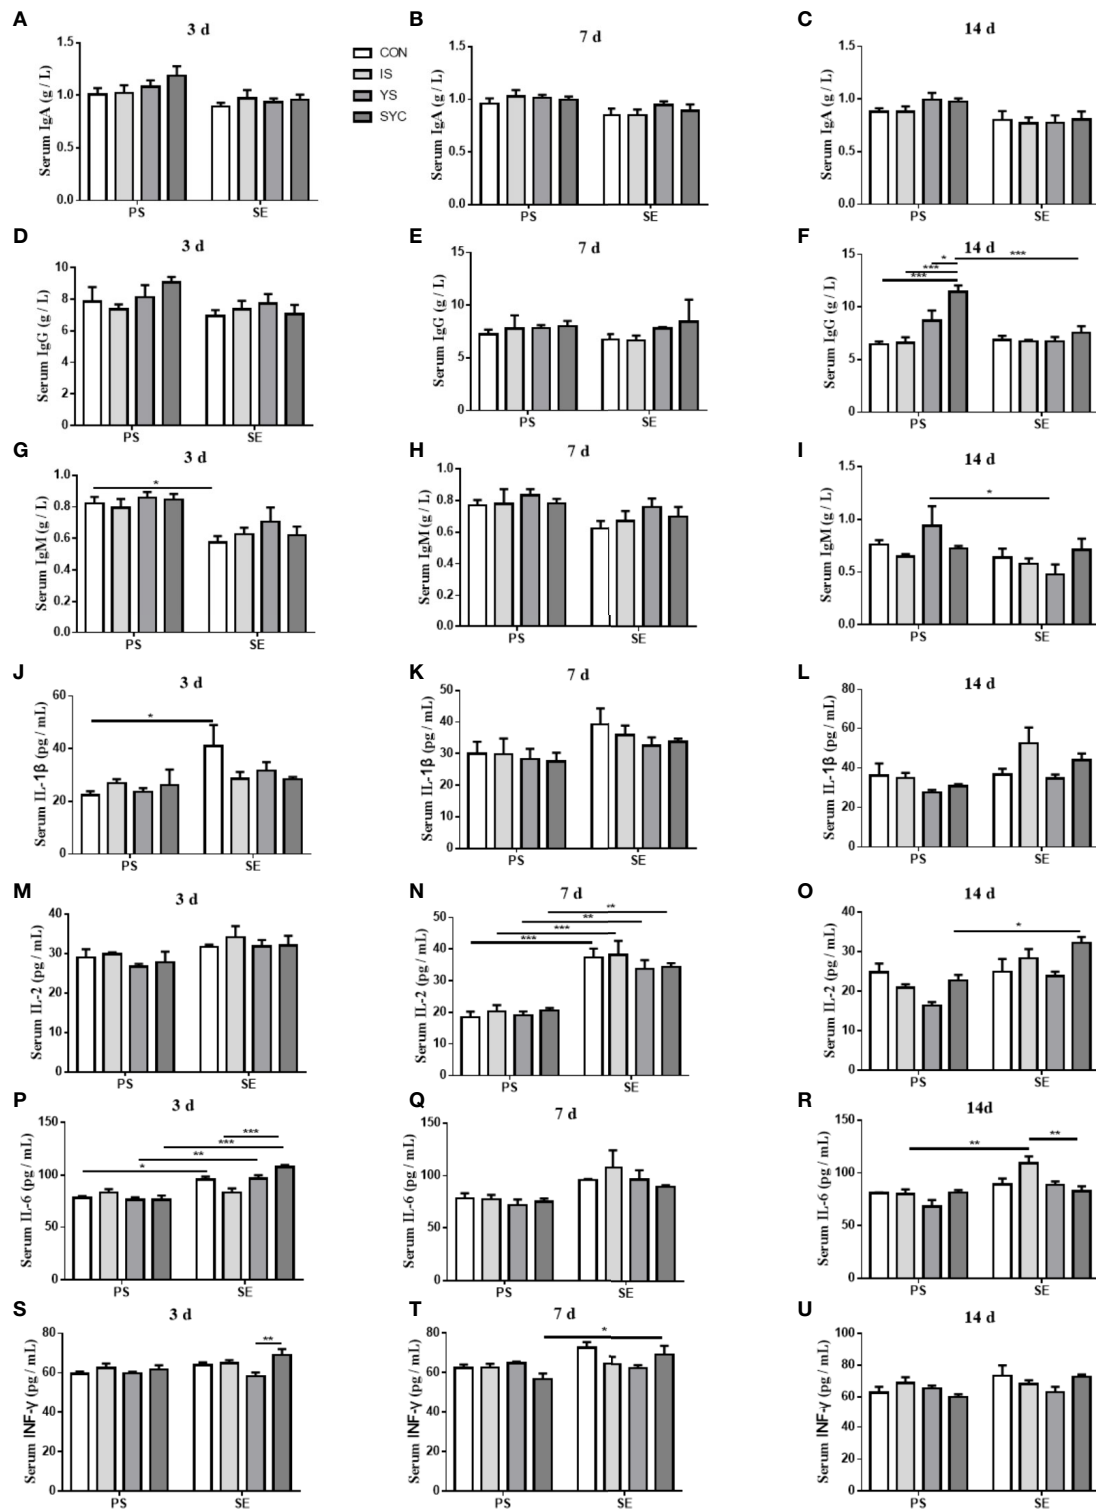 A
3 d
Serum IgA (g / L)
1.5
1.0
0.5
0.0
PS
SE
B
7 d
Serum IgA (g / L)
1.5
1.0
0.5
0.0
PS
SE
CON
IS
YS
SYC
C
14 d
Serum IgA (g / L)
1.5
1.0
0.5
0.0
PS
SE
D
3 d
Serum IgG (g / L)
10
8
6
4
2
0
PS
SE
E
7 d
Serum IgG (g / L)
15
10
5
0
PS
SE
F
14 d
Serum IgG (g / L)
15
10
5
0
*
***
***
***
PS
SE
G
3 d
Serum IgM (g / L)
1.0
0.8
0.6
0.4
0.2
0.0
*
PS
SE
H
7 d
Serum IgM (g / L)
1.0
0.8
0.6
0.4
0.2
0.0
PS
SE
I
14 d
Serum IgM (g / L)
1.5
1.0
0.5
0.0
*
PS
SE
J
3 d
Serum IL-1β (pg / mL)
60
40
20
0
*
PS
SE
K
7 d
Serum IL-1β (pg / mL)
50
40
30
20
10
0
PS
SE
L
14 d
Serum IL-1β (pg / mL)
80
60
40
20
0
PS
SE
M
3 d
Serum IL-2 (pg / mL)
40
30
20
10
0
PS
SE
N
7 d
Serum IL-2 (pg / mL)
50
40
30
20
10
0
**
**
***
***
PS
SE
O
14 d
Serum IL-2 (pg / mL)
40
30
20
10
0
*
PS
SE
P
3 d
Serum IL-6 (pg / mL)
150
100
50
0
***
***
**
*
PS
SE
Q
7 d
Serum IL-6 (pg / mL)
150
100
50
0
PS
SE
R
14d
Serum IL-6 (pg / mL)
150
100
50
0
**
**
PS
SE
S
3 d
Serum INF-γ (pg / mL)
80
60
40
20
0
**
PS
SE
T
7 d
Serum INF-γ (pg / mL)
80
60
40
20
0
*
PS
SE
U
14 d
Serum INF-γ (pg / mL)
100
80
60
40
20
0
PS
SE